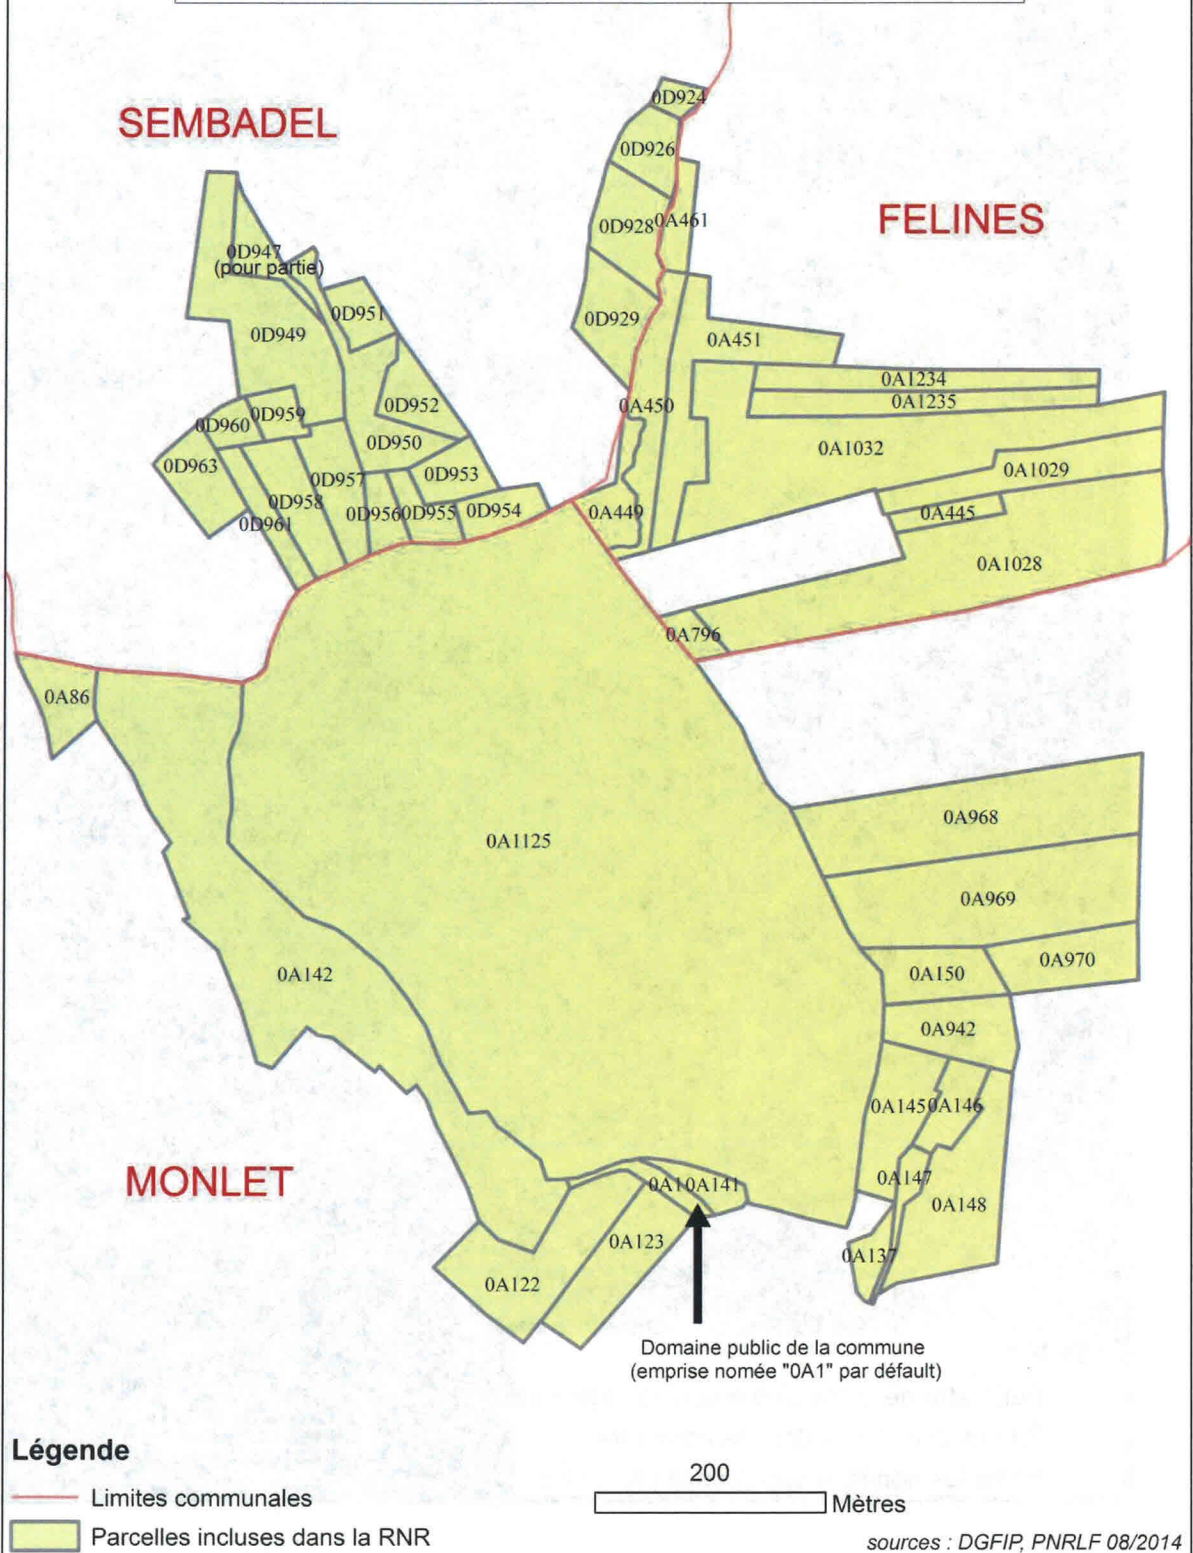 SEMBADEL
0D924
0D926
FELINES
0D928
0A461
0D947
(pour partie)
0D951
0D929
0D949
0A451
0A1234
0A1235
0D952
0A450
0D959
0D960
0D950
0A1032
0D963
0D953
0A1029
0D957
0D958
0D956
0D955
0D954
0A449
0A445
0D961
0A1028
0A796
0A86
0A968
0A1125
0A969
0A970
0A142
0A150
0A942
0A145
0A146
MONLET
0A147
0A1
0A141
0A148
0A123
0A137
0A122
Domaine public de la commune
(emprise nomée "0A1" par défault)
Légende
200
Limites communales
Mètres
Parcelles incluses dans la RNR
sources : DGFIP, PNRLF 08/2014